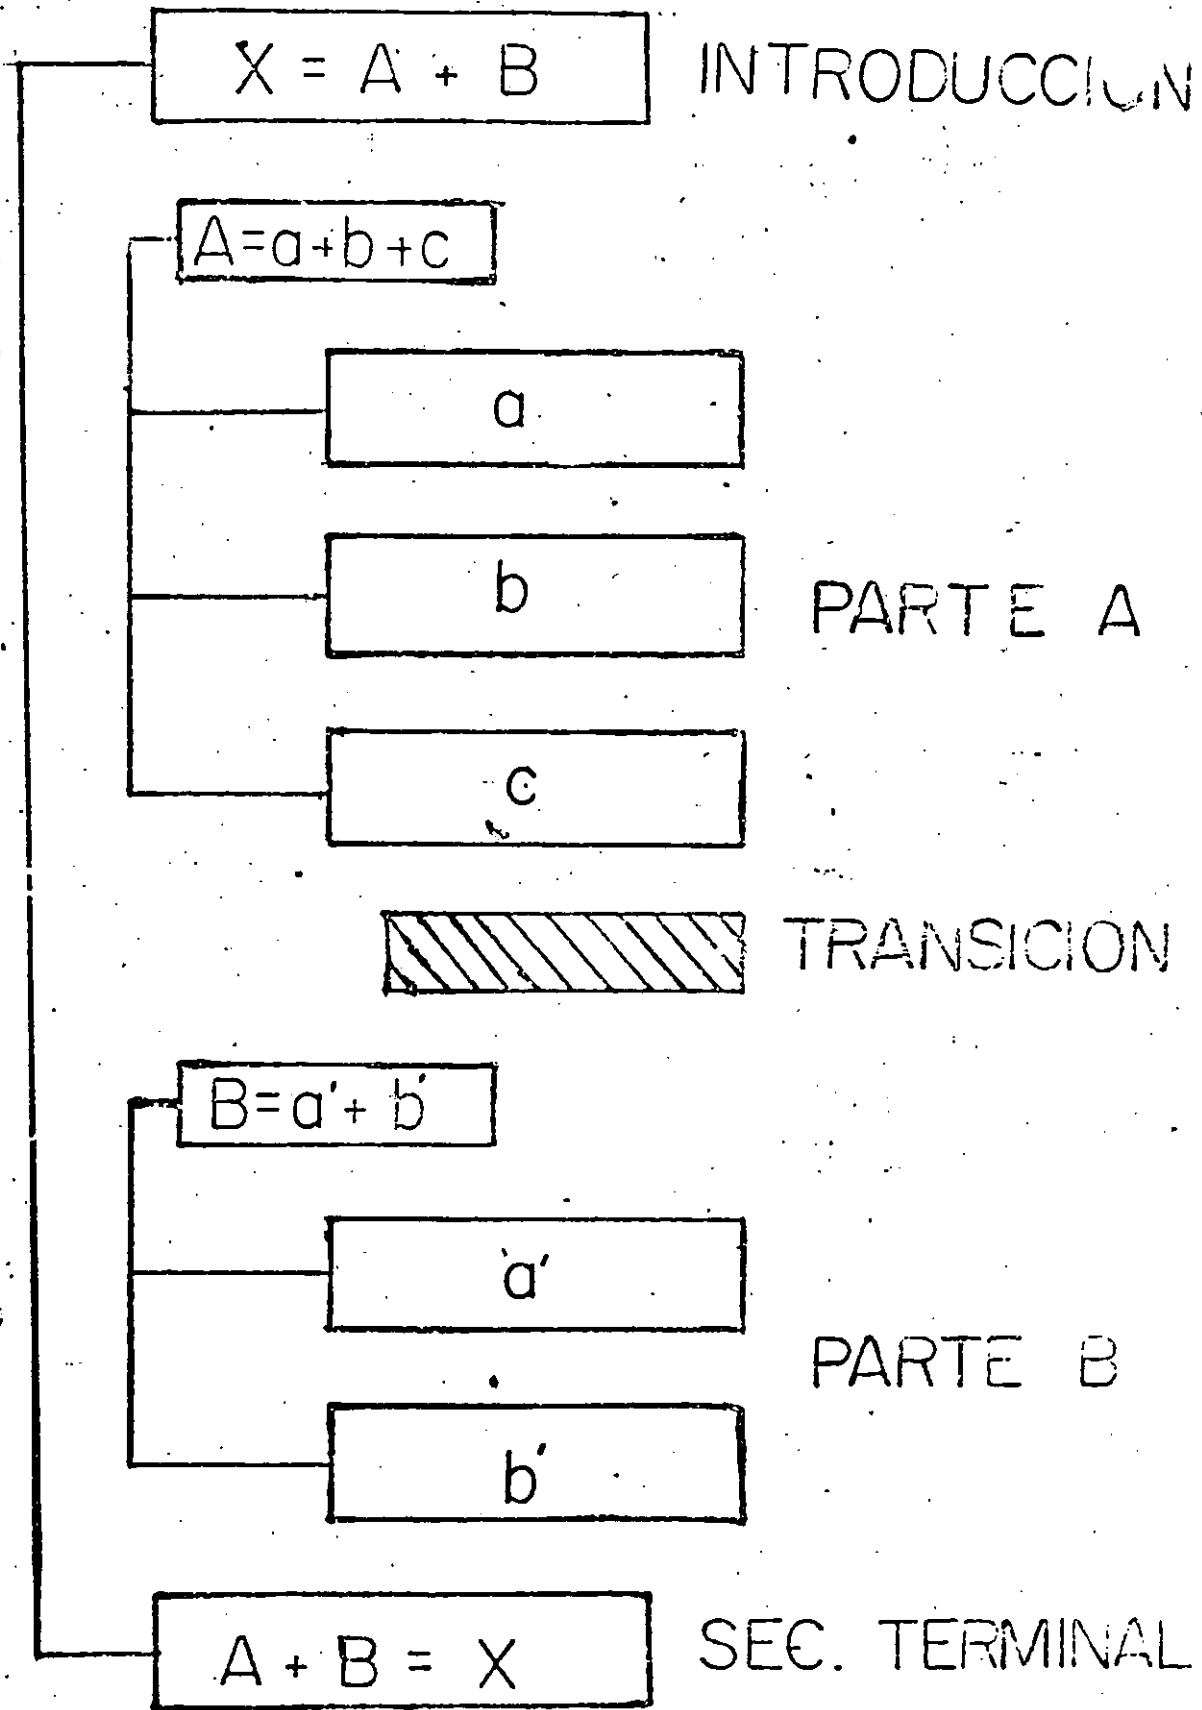 X = A + B INTRODUCCION
A=a+b+c
a
b PARTE A
c
TRANSICION
B=a'+ b'
a'
PARTE B
b'
A + B = X SEC. TERMINAL